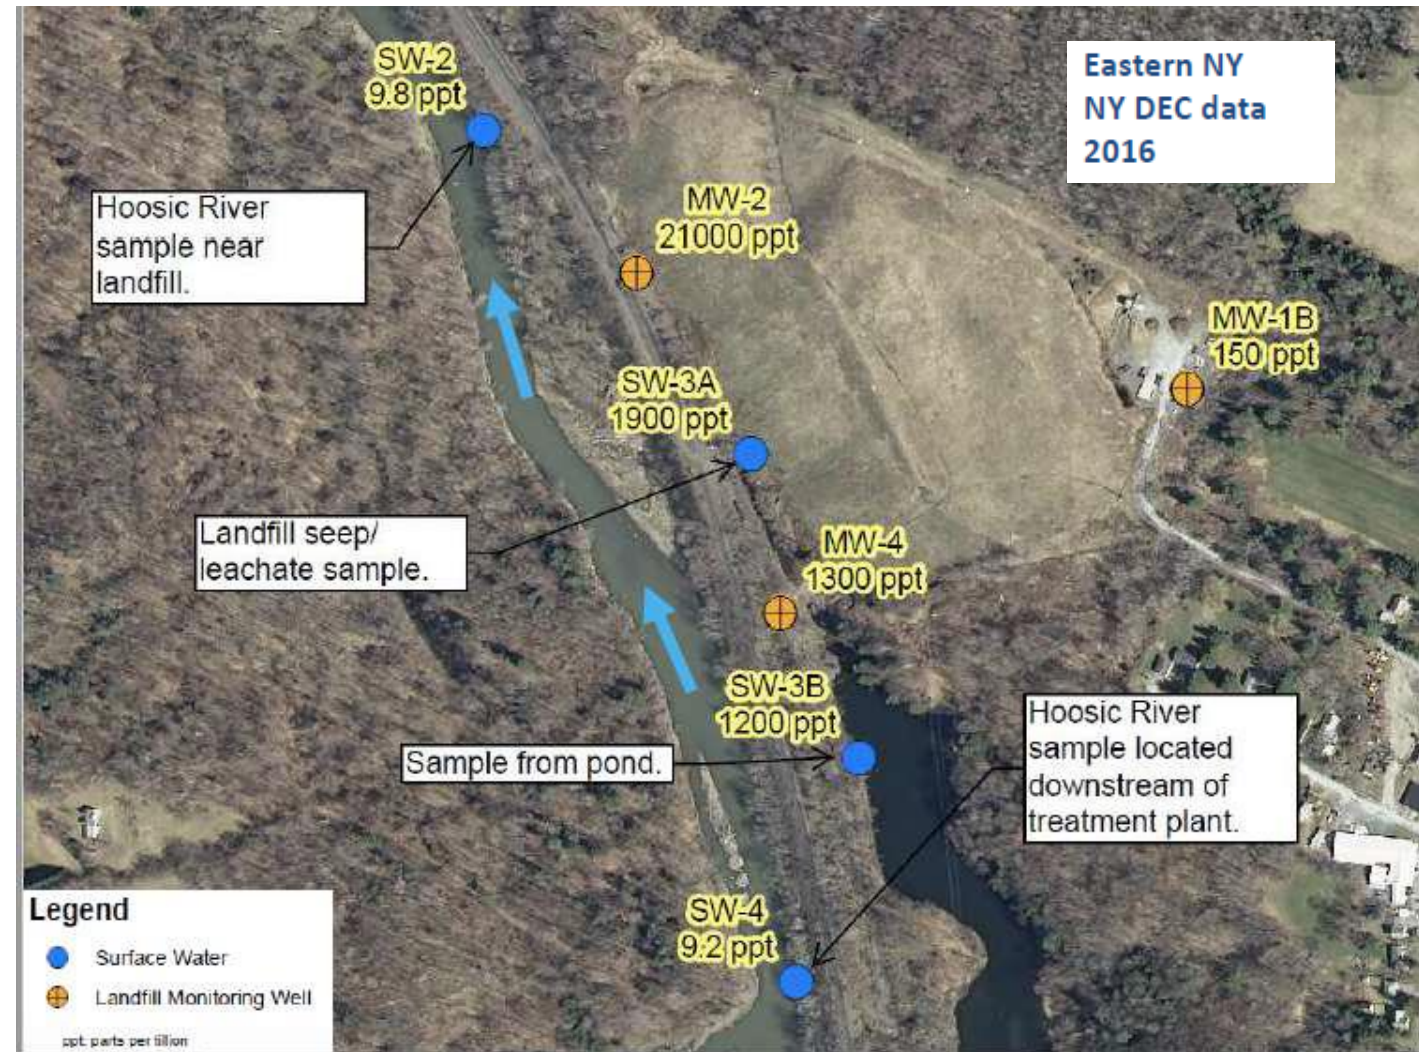 Eastern NY
NY DEC data
2016
SW-2
9.8 ppt
Hoosic River
sample near
landfill.
MW-2
21000 ppt
MW-1B
150 ppt
SW-3A
1900 ppt
Landfill seep/
leachate sample.
MW-4
1300 ppt
SW-3B
1200 ppt
Sample from pond.
Hoosic River
sample located
downstream of
treatment plant.
SW-4
9.2 ppt
Legend
Surface Water
Landfill Monitoring Well
ppt: parts per tillion